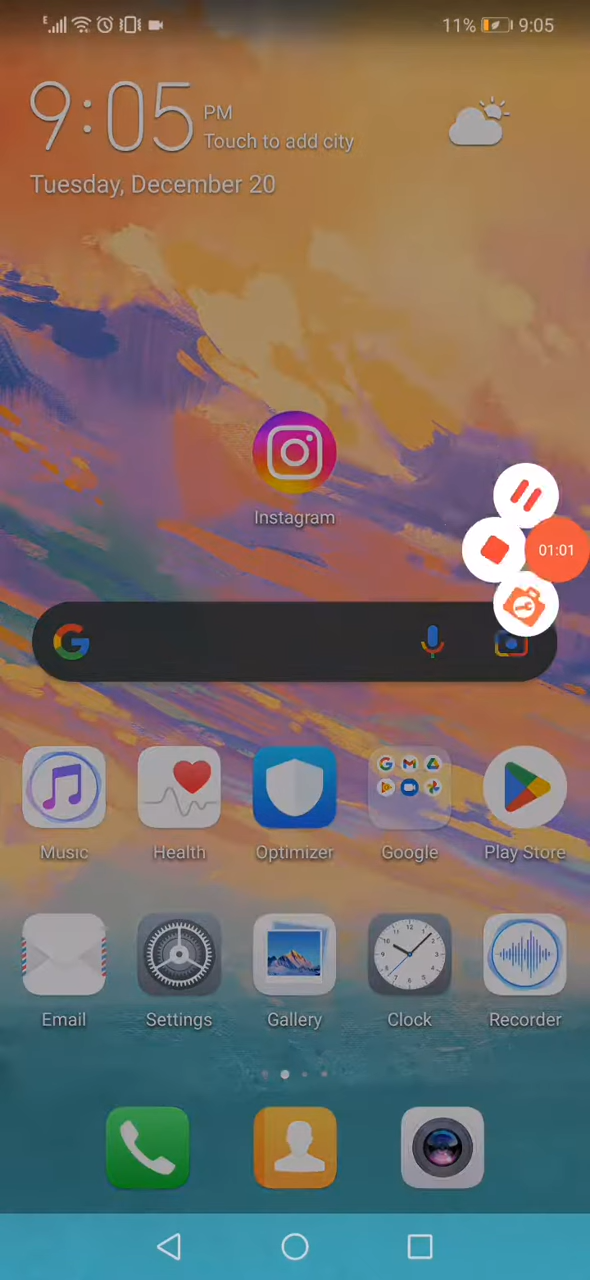 E 11% 9:05
9:05 PM
Touch to add city
Tuesday, December 20
Instagram
01:01
G
Music Health Optimizer Google Play Store
Email Settings Gallery Clock Recorder